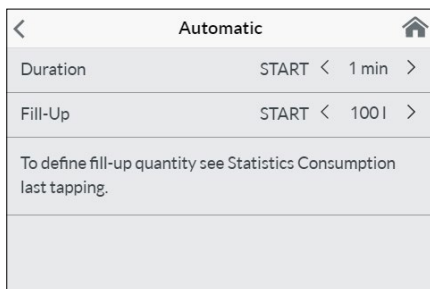 Automatic
Duration START < 1 min >
Fill-Up START < 100 l >
To define fill-up quantity see Statistics Consumption
last tapping.